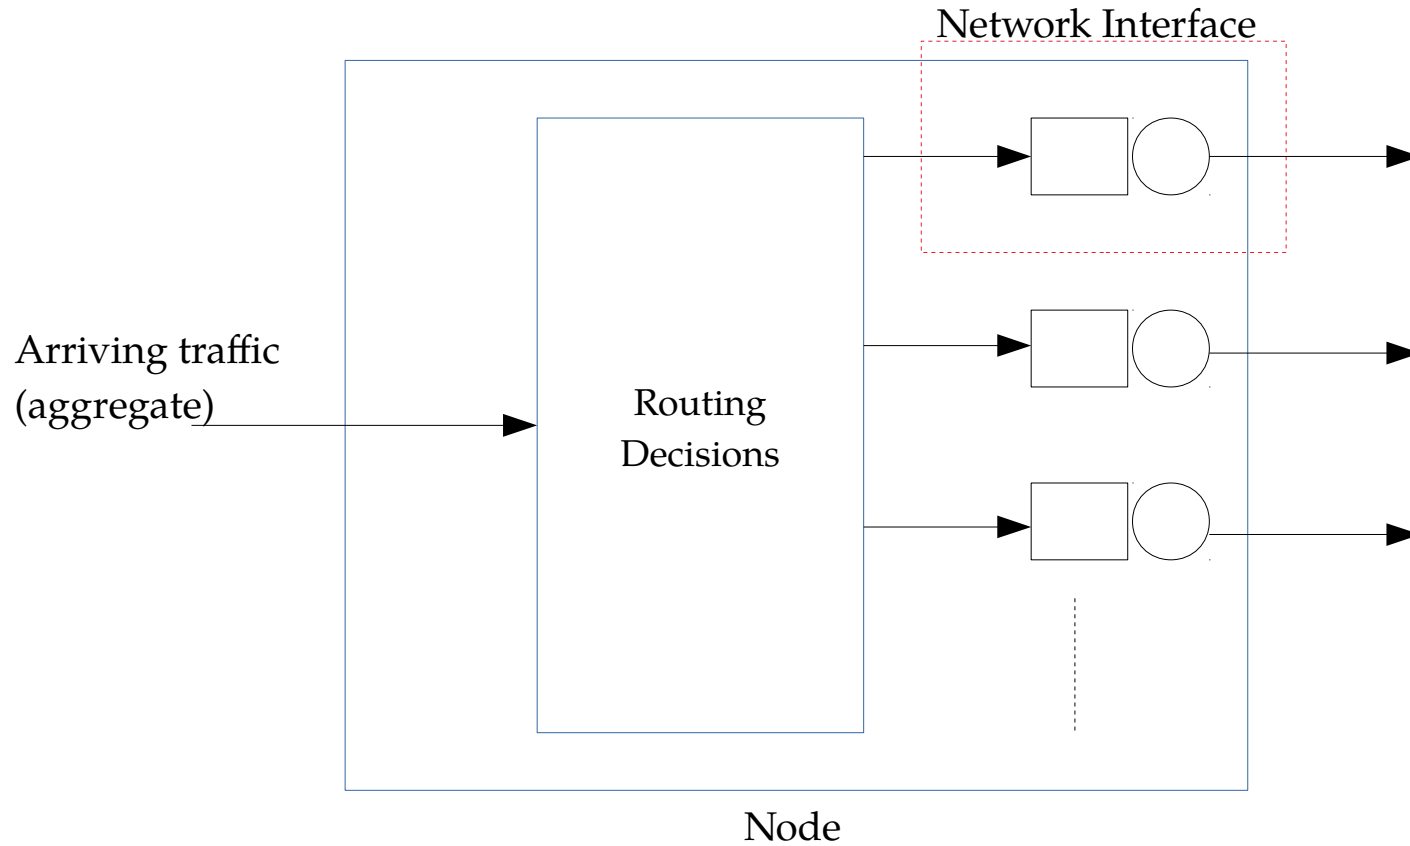 Network Interface
Arriving traffic
(aggregate)
Routing
Decisions
Node